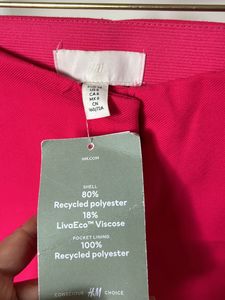 HM.COM
SHELL
80%
Recycled polyester
18%
LivaEco™ Viscose
POCKET LINING
100%
Recycled polyester
CONSCIOUS H&M CHOICE